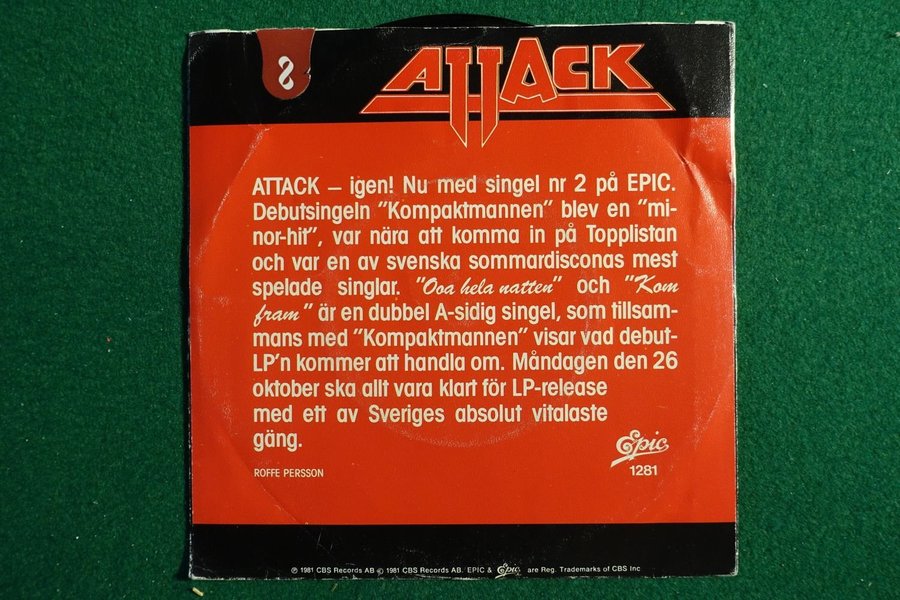 8
ATTACK
ATTACK – igen! Nu med singel nr 2 på EPIC.
Debutsingeln "Kompaktmannen" blev en "mi-
nor-hit", var nära att komma in på Topplistan
och var en av svenska sommardisconas mest
spelade singlar. "Ooa hela natten" och "Kom
fram" är en dubbel A-sidig singel, som tillsam-
mans med "Kompaktmannen" visar vad debut-
LP'n kommer att handla om. Måndagen den 26
oktober ska allt vara klart för LP-release
med ett av Sveriges absolut vitalaste
gäng.
ROFFE PERSSON
Epic
1281
℗ 1981 CBS Records AB © 1981 CBS Records AB. EPIC & Epic are Reg. Trademarks of CBS Inc